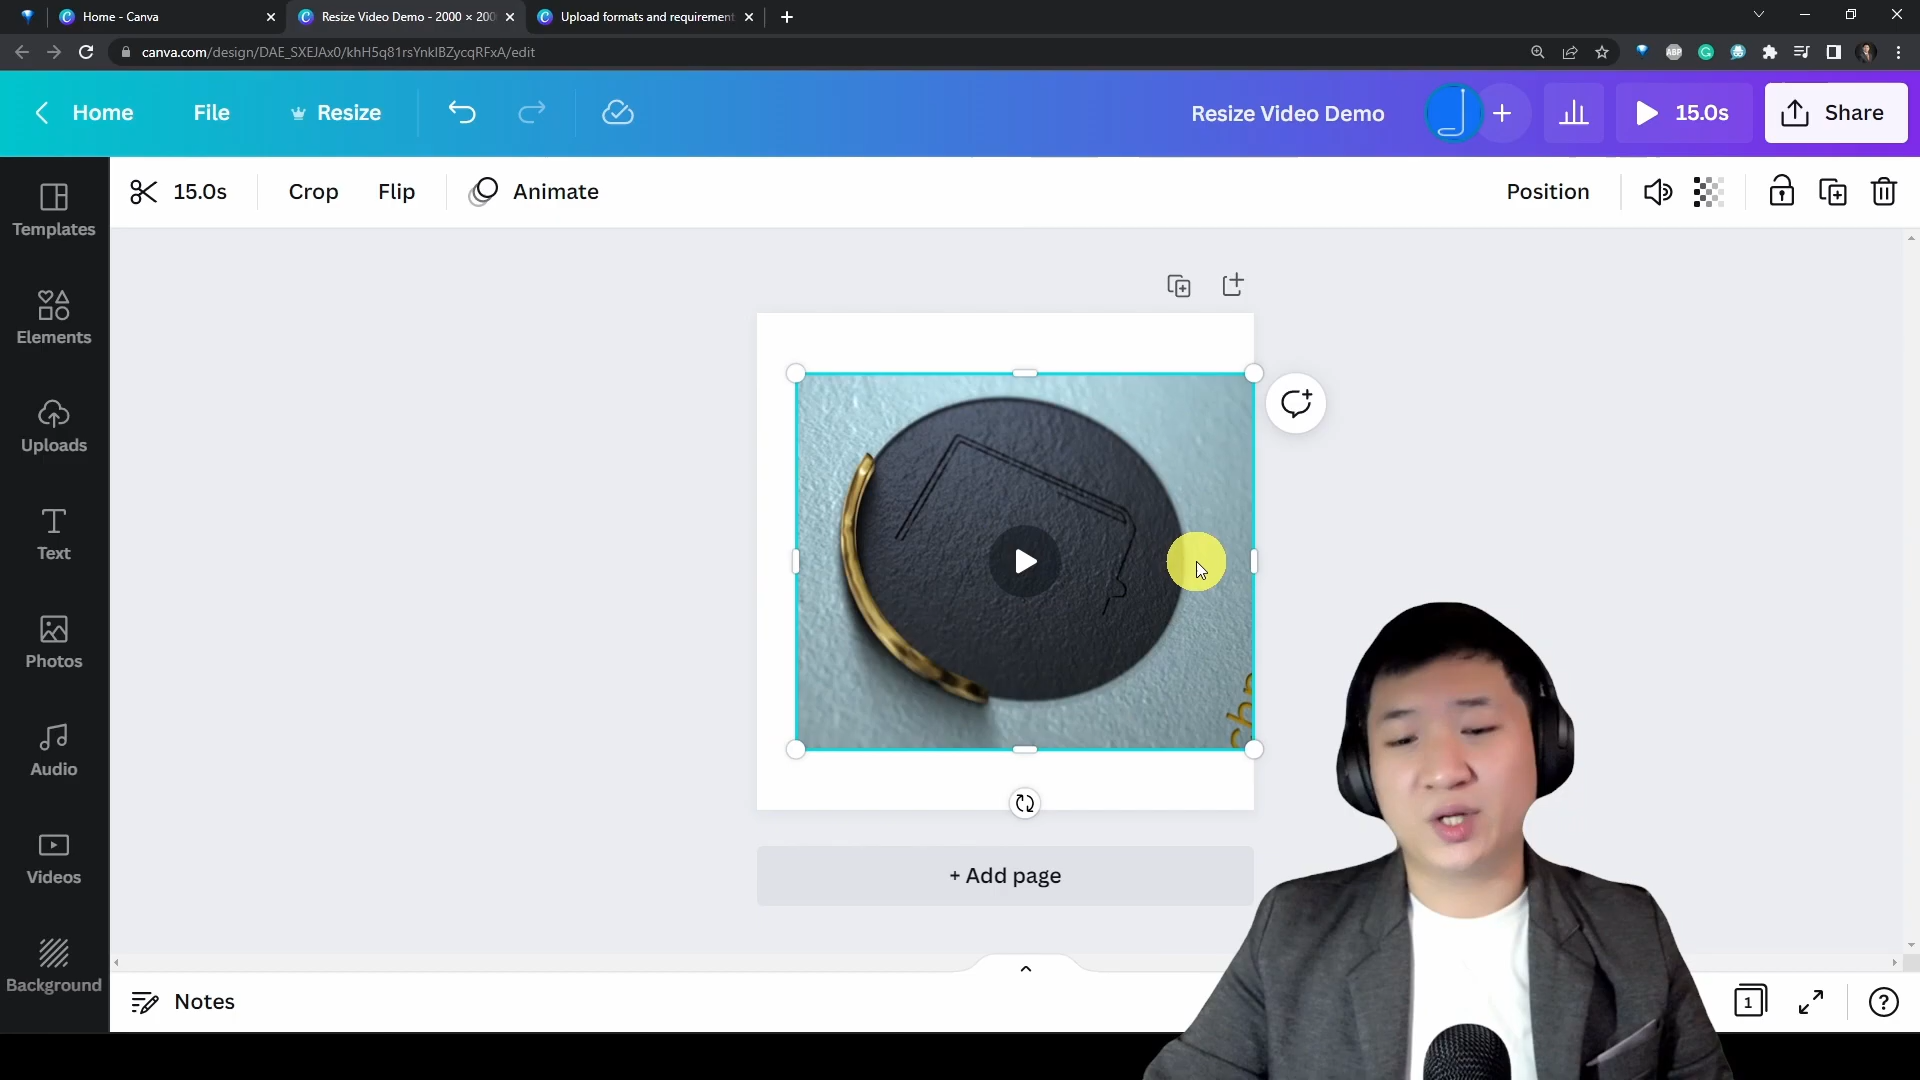 Home - Canva
Resize Video Demo - 2000 × 200
Upload formats and requirement
canva.com/design/DAE_SXEJAx0/khH5q81rsYnklBZycqRFxA/edit
ABP
Home
File
Resize
Resize Video Demo
15.0s
Share
15.0s
Crop
Flip
Animate
Position
Templates
Elements
Uploads
Text
Photos
Audio
Videos
Background
+ Add page
Notes
1